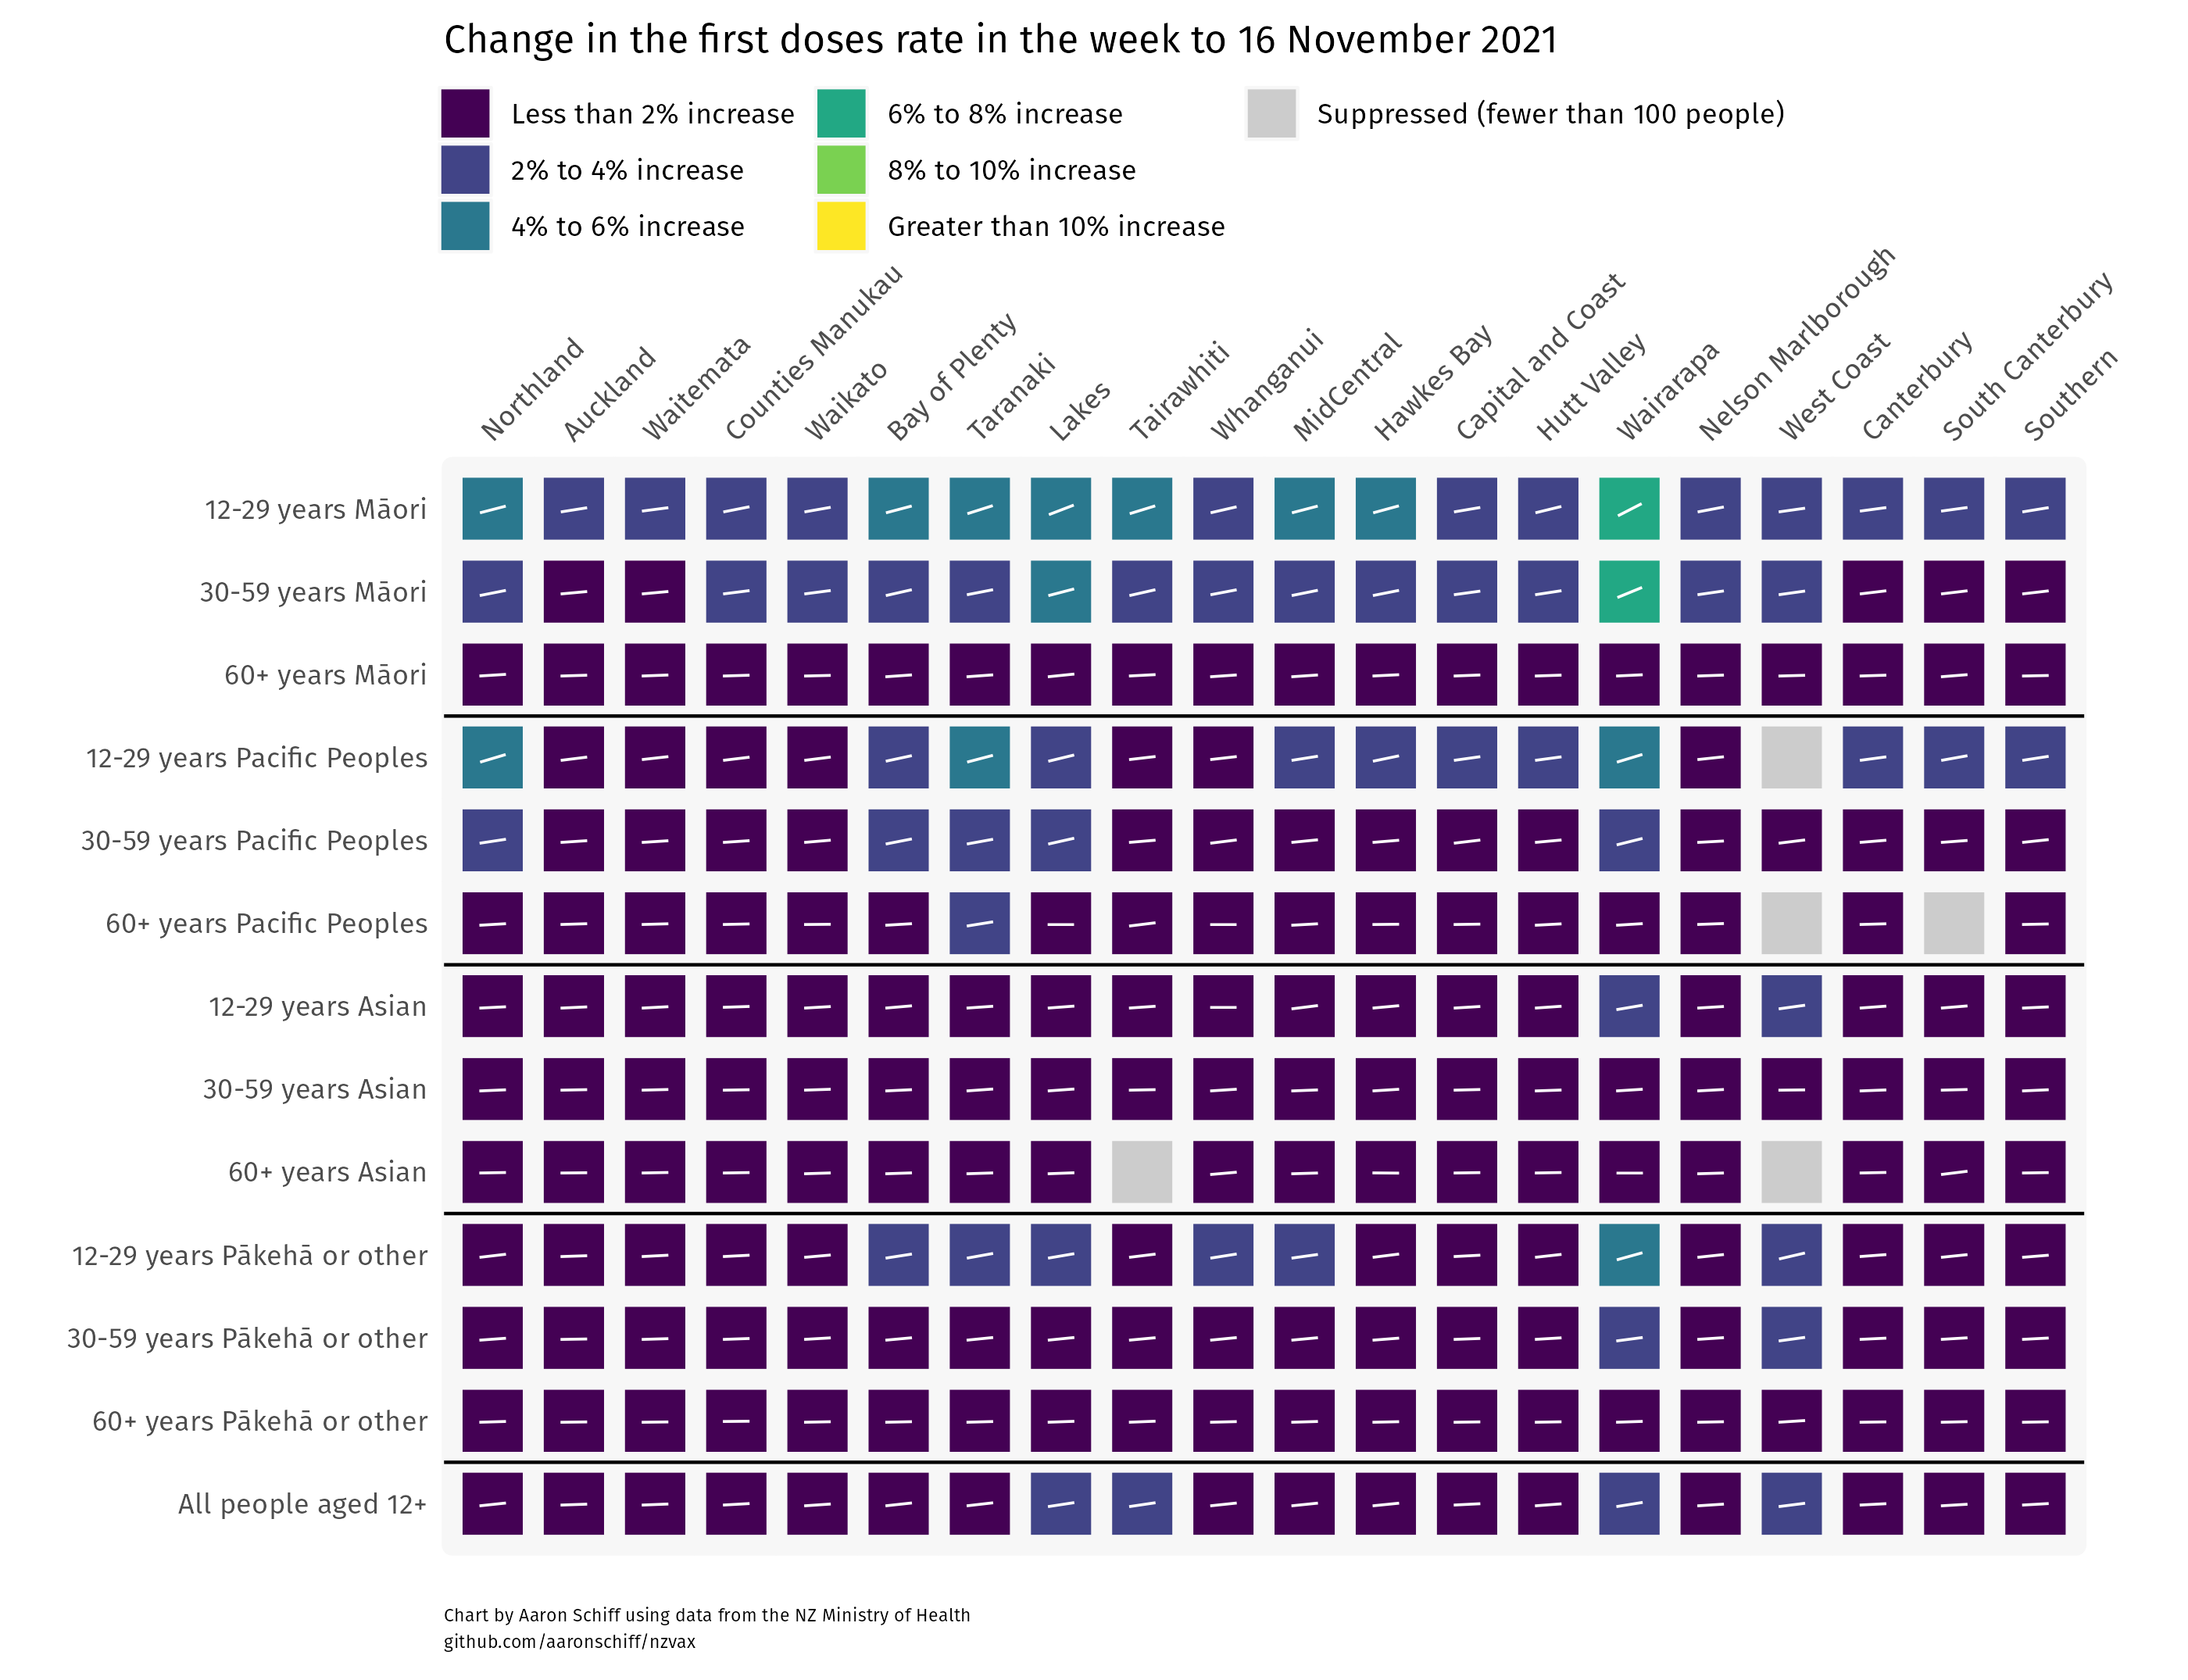 Change in the first doses rate in the week to 16 November 2021
Less than 2% increase
2% to 4% increase
4% to 6% increase
6% to 8% increase
8% to 10% increase
Greater than 10% increase
Suppressed (fewer than 100 people)
Northland
Auckland
Waitemata
Counties Manukau
Waikato
Bay of Plenty
Taranaki
Lakes
Tairawhiti
Whanganui
MidCentral
Hawkes Bay
Capital and Coast
Hutt Valley
Wairarapa
Nelson Marlborough
West Coast
Canterbury
South Canterbury
Southern
12-29 years Māori
30-59 years Māori
60+ years Māori
12-29 years Pacific Peoples
30-59 years Pacific Peoples
60+ years Pacific Peoples
12-29 years Asian
30-59 years Asian
60+ years Asian
12-29 years Pākehā or other
30-59 years Pākehā or other
60+ years Pākehā or other
All people aged 12+
Chart by Aaron Schiff using data from the NZ Ministry of Health
github.com/aaronschiff/nzvax